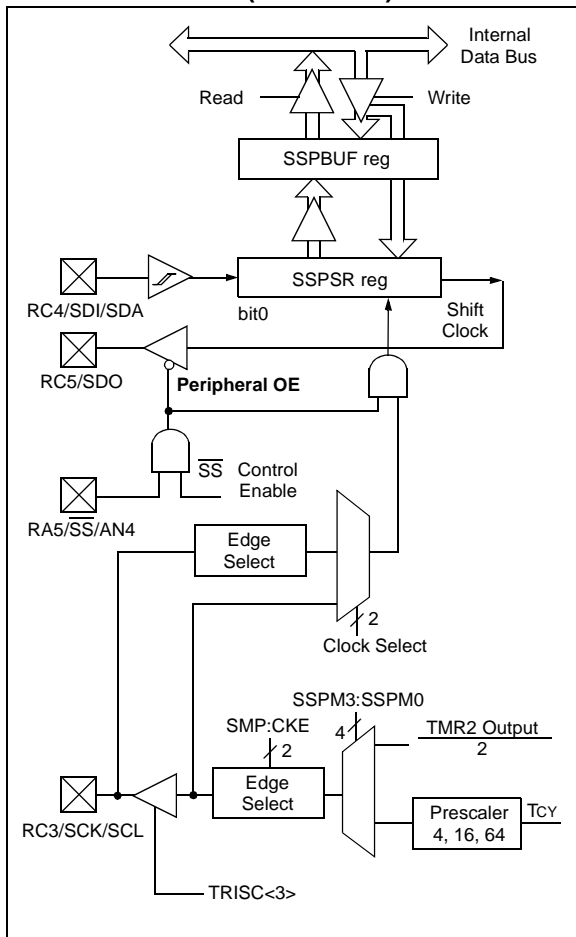 Internal
Data Bus
Read
Write
SSPBUF reg
SSPSR reg
RC4/SDI/SDA
bit0
Shift
Clock
RC5/SDO
Peripheral OE
SS
Control
Enable
RA5/SS/AN4
Edge
Select
2
Clock Select
SSPM3:SSPM0
SMP:CKE
4
TMR2 Output
2
2
Edge
Select
Prescaler
4, 16, 64
TCY
RC3/SCK/SCL
TRISC<3>